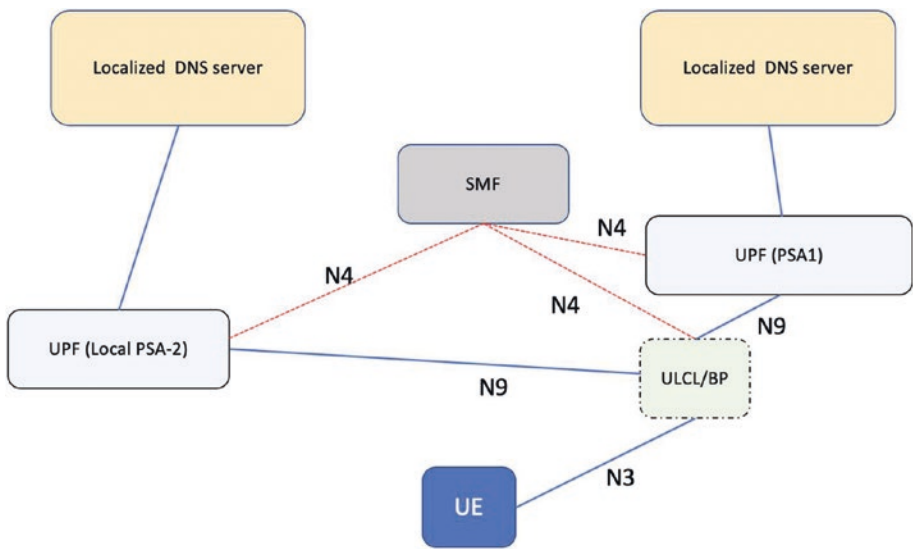 Localized DNS server
Localized DNS server
SMF
N4
UPF (PSA1)
N4
N4
N9
UPF (Local PSA-2)
ULCL/BP
N9
N3
UE